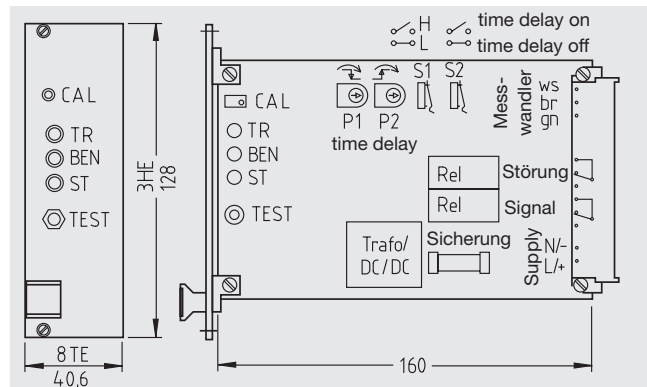 CAL
TR
BEN
ST
TEST
3HE
128
8 TE
40,6
H
L
time delay on
time delay off
S1
S2
P1
P2
time delay
CAL
TR
BEN
ST
TEST
Mess-
wandler
ws
br
gn
Rel
Störung
Rel
Signal
Trafo/
DC/DC
Sicherung
Supply
N/-
L/+
160